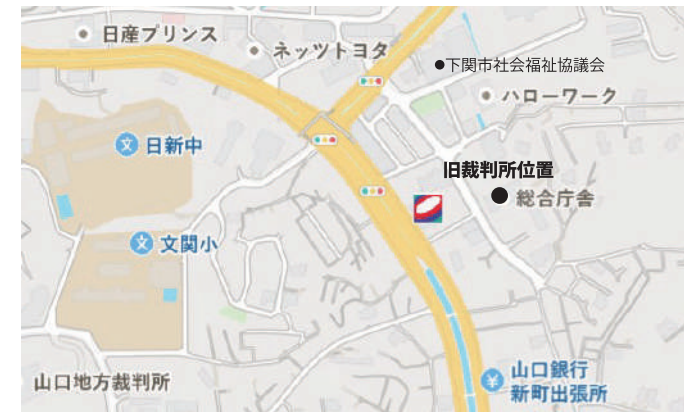 日産プリンス
ネッツトヨタ
●下関市社会福祉協議会
ハローワーク
文 日新中
旧裁判所位置
総合庁舎
文 文関小
山口地方裁判所
¥ 山口銀行
新町出張所